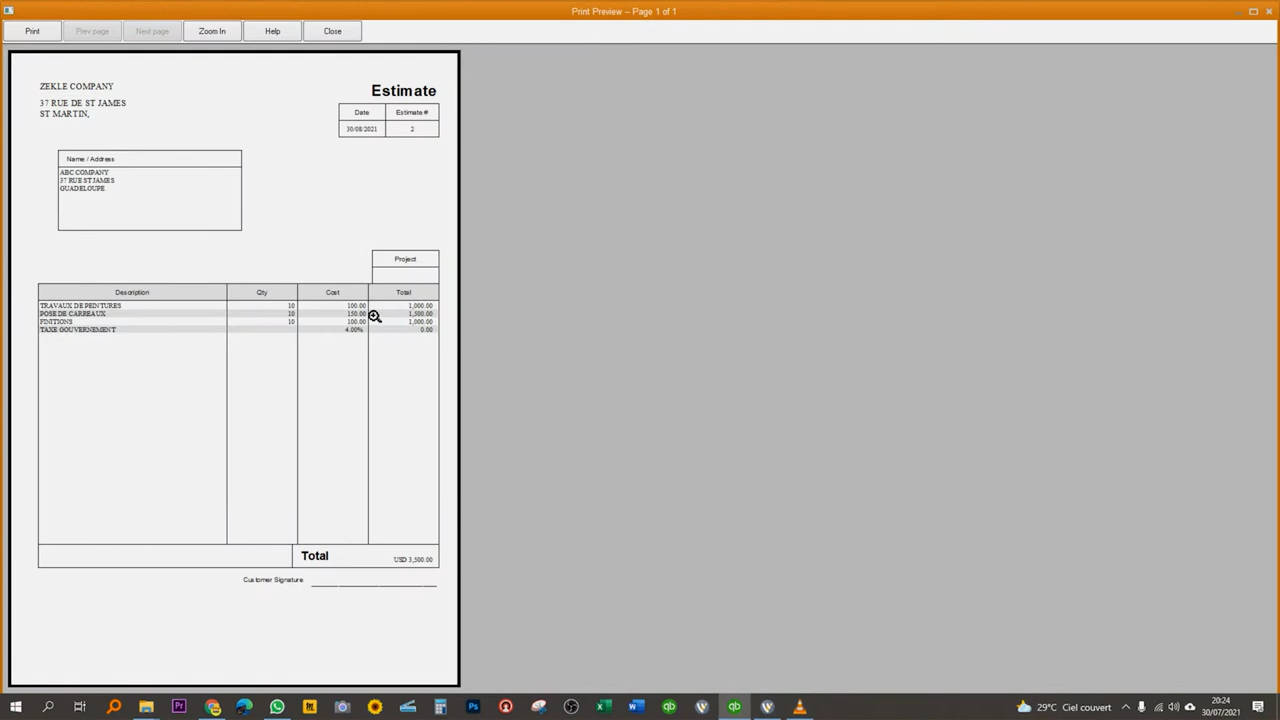 Print Preview -- Page 1 of 1
Print Prev page Next page Zoom In Help Close
ZEKLE COMPANY
37 RUE DE ST JAMES
ST MARTIN,
Estimate
Date Estimate #
30/08/2021 2
Name / Address
ABC COMPANY
37 RUE ST JAMES
GUADELOUPE
Project
Description Qty Cost Total
TRAVAUX DE PEINTURES 10 100.00 1,000.00
POSE DE CARREAUX 10 150.00 1,500.00
FINITIONS 10 100.00 1,000.00
TAXE GOUVERNEMENT 4.00% 0.00
Total USD 3,500.00
Customer Signature
29°C Ciel couvert
20:24
30/07/2021